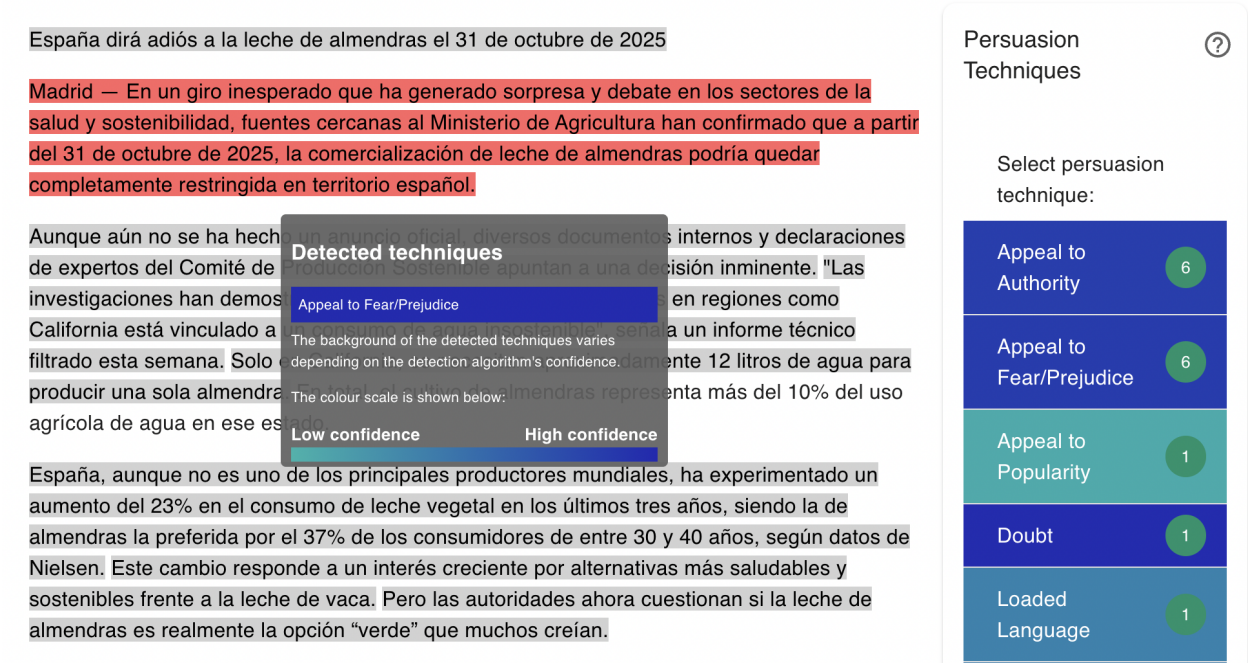 España dirá adiós a la leche de almendras el 31 de octubre de 2025
Madrid — En un giro inesperado que ha generado sorpresa y debate en los sectores de la
salud y sostenibilidad, fuentes cercanas al Ministerio de Agricultura han confirmado que a partir
del 31 de octubre de 2025, la comercialización de leche de almendras podría quedar
completamente restringida en territorio español.
Aunque aún no se ha hecho un anuncio oficial, diversos documentos internos y declaraciones
de expertos del Comité de Producción Sostenible apuntan a una decisión inminente. "Las
investigaciones han en regiones como
California está vinculado a un consumo de agua insostenible", señala un informe técnico
filtrado esta semana. Solo 12 litros de agua para
producir una sola almendra. En total, el cultivo de almendras representa más del 10% del uso
agrícola de agua en ese estado.
Detected techniques
Appeal to Fear/Prejudice
The background of the detected techniques varies
depending on the detection algorithm's confidence.
The colour scale is shown below:
Low confidence High confidence
España, aunque no es uno de los principales productores mundiales, ha experimentado un
aumento del 23% en el consumo de leche vegetal en los últimos tres años, siendo la de
almendras la preferida por el 37% de los consumidores de entre 30 y 40 años, según datos de
Nielsen. Este cambio responde a un interés creciente por alternativas más saludables y
sostenibles frente a la leche de vaca. Pero las autoridades ahora cuestionan si la leche de
almendras es realmente la opción “verde” que muchos creían.
Persuasion
Techniques
?
Select persuasion
technique:
Appeal to
Authority
6
Appeal to
Fear/Prejudice
6
Appeal to
Popularity
1
Doubt
1
Loaded
Language
1